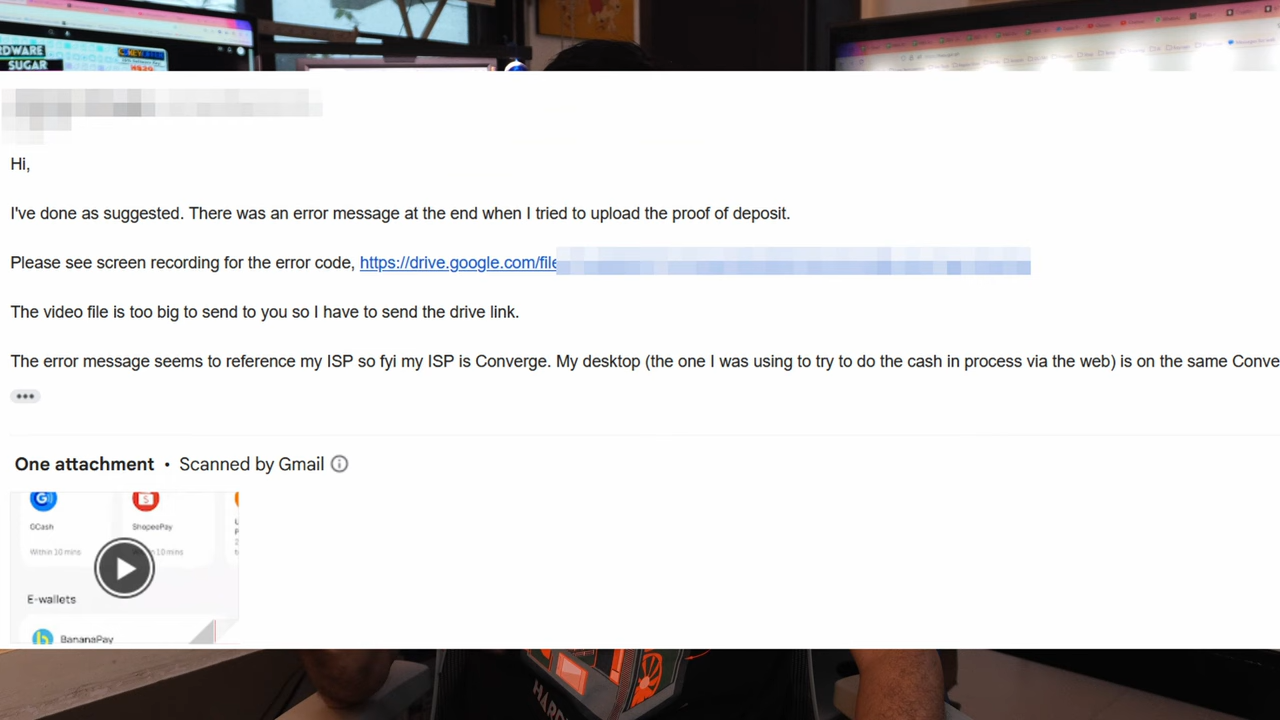 RDWARE
SUGAR
Hi,
I've done as suggested. There was an error message at the end when I tried to upload the proof of deposit.
Please see screen recording for the error code, https://drive.google.com/file
The video file is too big to send to you so I have to send the drive link.
The error message seems to reference my ISP so fyi my ISP is Converge. My desktop (the one I was using to try to do the cash in process via the web) is on the same Conve
•••
One attachment • Scanned by Gmail
GCash
ShopeePay
Within 10 mins
10 mins
E-wallets
BananaPay
HARD